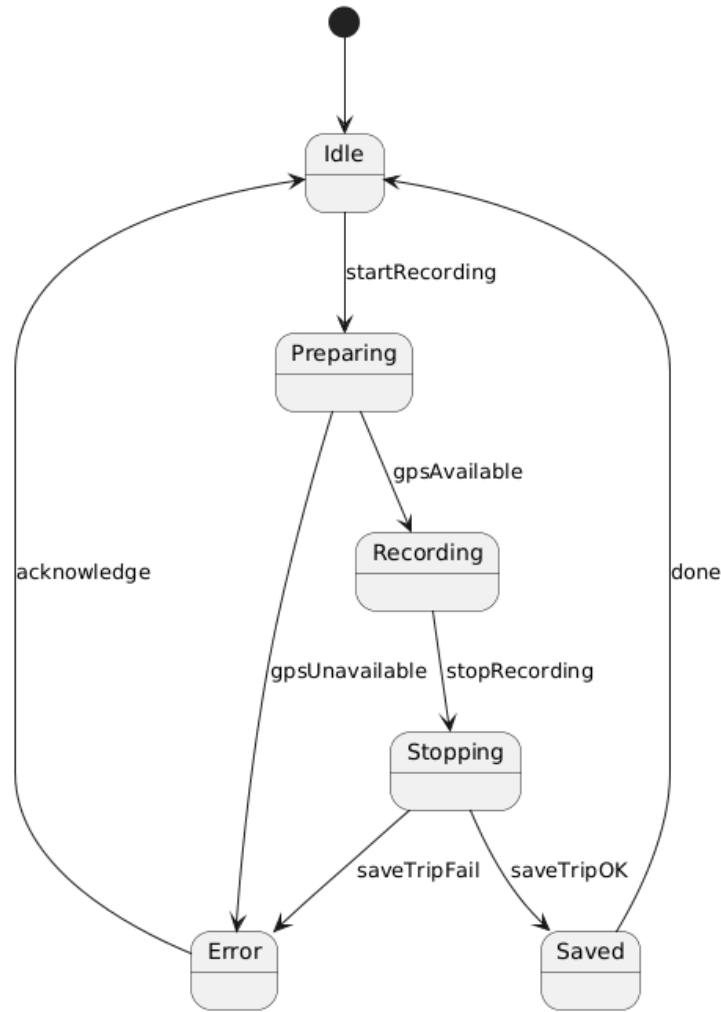 Idle
startRecording
Preparing
gpsAvailable
Recording
acknowledge
done
gpsUnavailable
stopRecording
Stopping
saveTripFail
saveTripOK
Error
Saved